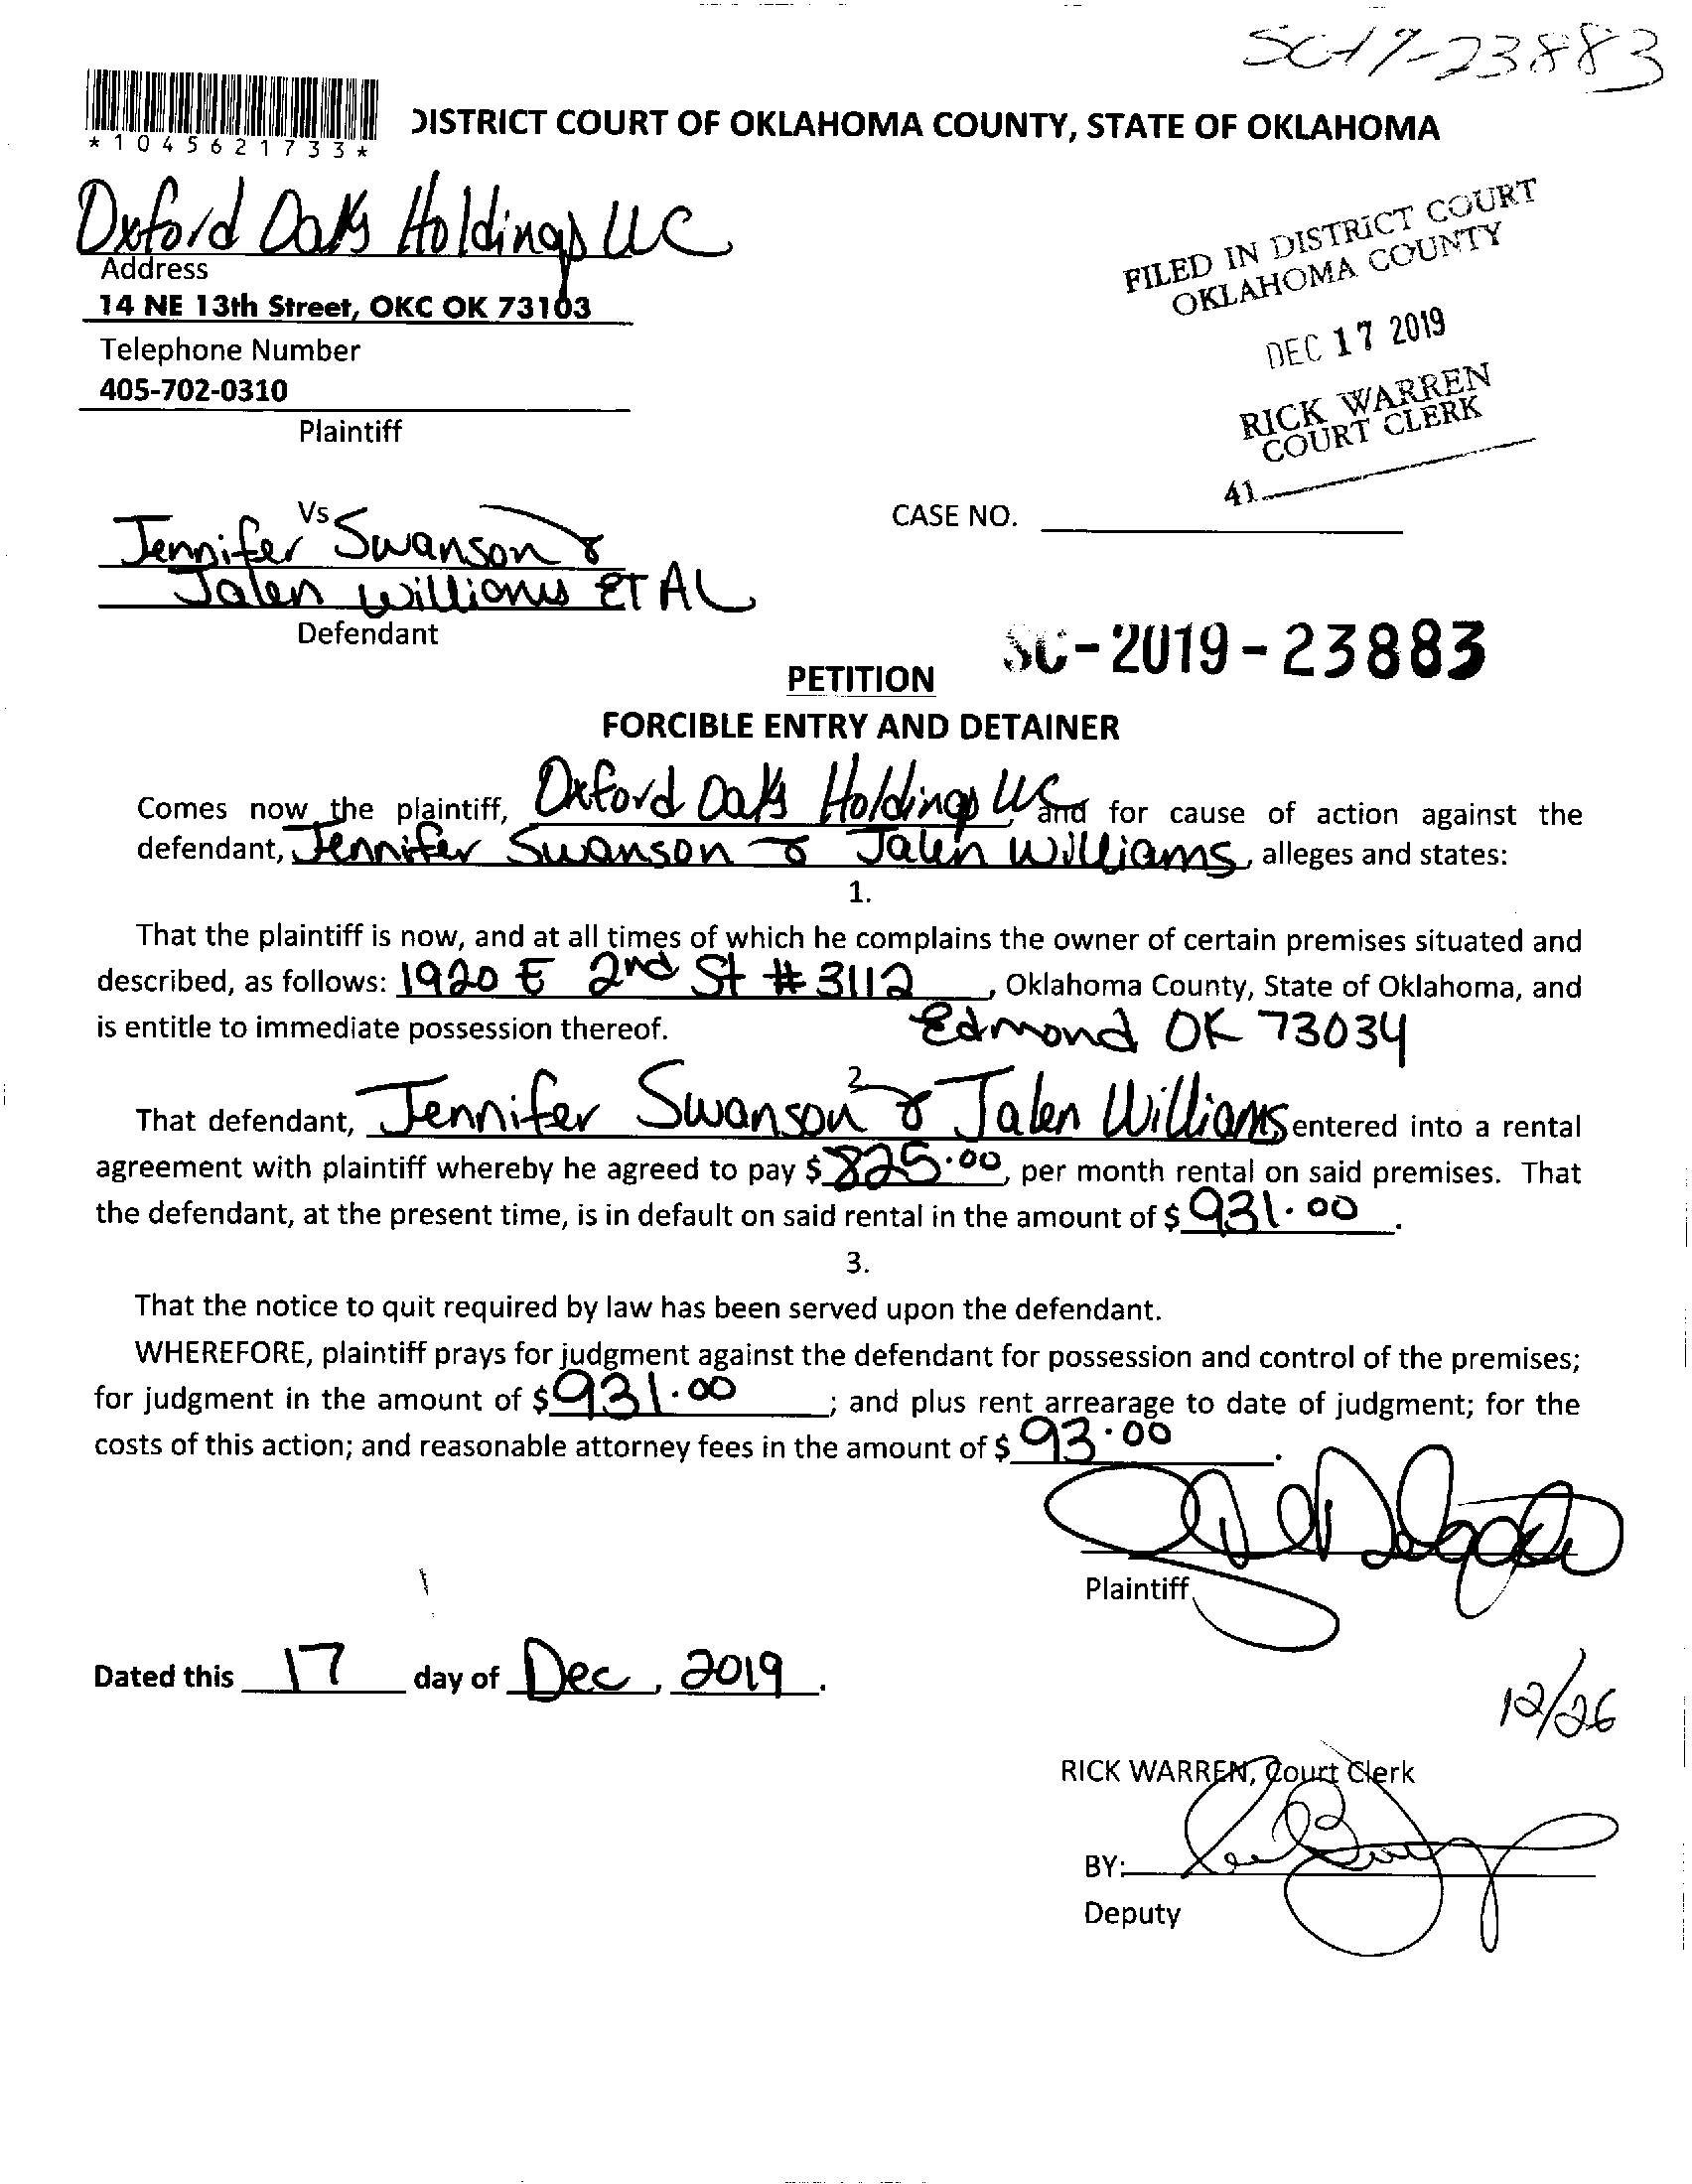 SC-19-23883
*1045621733*
DISTRICT COURT OF OKLAHOMA COUNTY, STATE OF OKLAHOMA
Oxford Oaks Holdings LLC
Address
14 NE 13th Street, OKC OK 73103
Telephone Number
405-702-0310
Plaintiff
FILED IN DISTRICT COURT
OKLAHOMA COUNTY
DEC 17 2019
RICK WARREN
COURT CLERK
41
Vs
Jennifer Swanson &
Jalen Williams ET AL
Defendant
CASE NO.
SC-2019-23883
PETITION
FORCIBLE ENTRY AND DETAINER
Comes now the plaintiff, Oxford Oaks Holdings LLC, and for cause of action against the
defendant, Jennifer Swanson & Jalen Williams, alleges and states:
1.
That the plaintiff is now, and at all times of which he complains the owner of certain premises situated and
described, as follows: 1920 E 2nd St # 3112, Oklahoma County, State of Oklahoma, and
is entitle to immediate possession thereof. Edmond OK 73034
2
That defendant, Jennifer Swanson & Jalen Williams, entered into a rental
agreement with plaintiff whereby he agreed to pay $ 825.00, per month rental on said premises. That
the defendant, at the present time, is in default on said rental in the amount of $ 931.00.
3.
That the notice to quit required by law has been served upon the defendant.
WHEREFORE, plaintiff prays for judgment against the defendant for possession and control of the premises;
for judgment in the amount of $ 931.00; and plus rent arrearage to date of judgment; for the
costs of this action; and reasonable attorney fees in the amount of $ 93.00.
Plaintiff
Dated this 17 day of Dec, 2019.
12/26
RICK WARREN, Court Clerk
BY:
Deputy